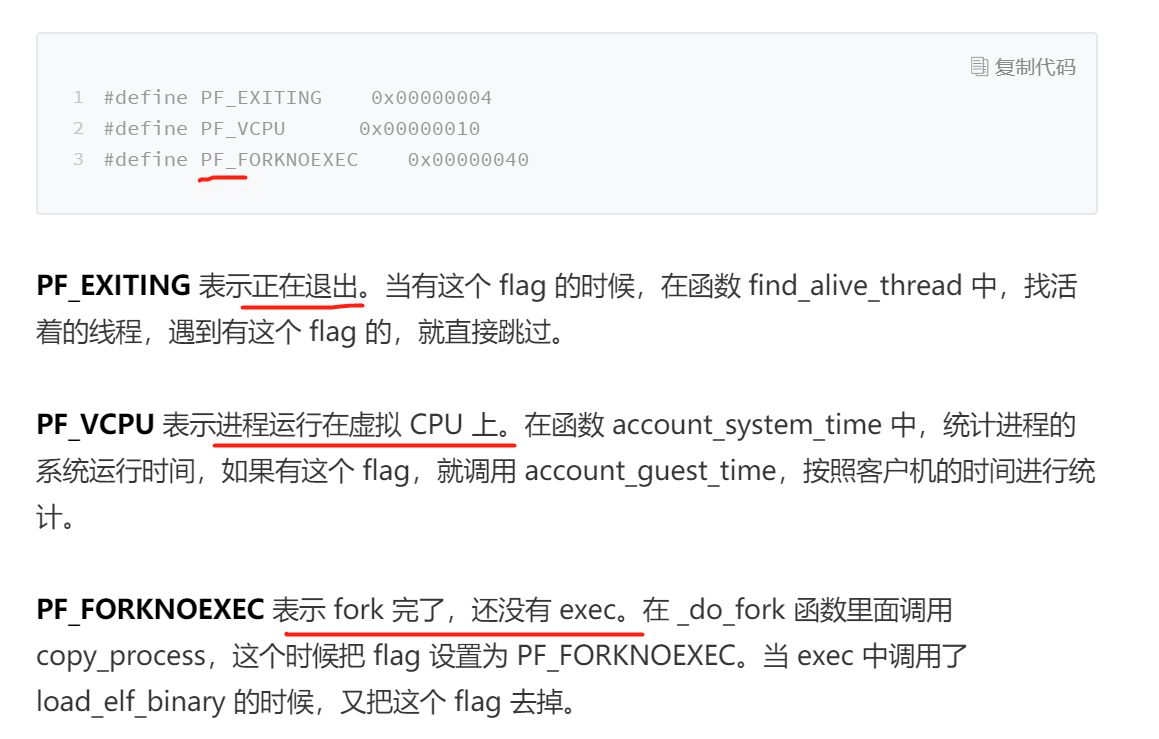 复制代码
1 #define PF_EXITING 0x00000004
2 #define PF_VCPU 0x00000010
3 #define PF_FORKNOEXEC 0x00000040
PF_EXITING 表示正在退出。当有这个 flag 的时候，在函数 find_alive_thread 中，找活
着的线程，遇到有这个 flag 的，就直接跳过。
PF_VCPU 表示进程运行在虚拟 CPU 上。在函数 account_system_time 中，统计进程的
系统运行时间，如果有这个 flag，就调用 account_guest_time，按照客户机的时间进行统
计。
PF_FORKNOEXEC 表示 fork 完了，还没有 exec。在 _do_fork 函数里面调用
copy_process，这个时候把 flag 设置为 PF_FORKNOEXEC。当 exec 中调用了
load_elf_binary 的时候，又把这个 flag 去掉。